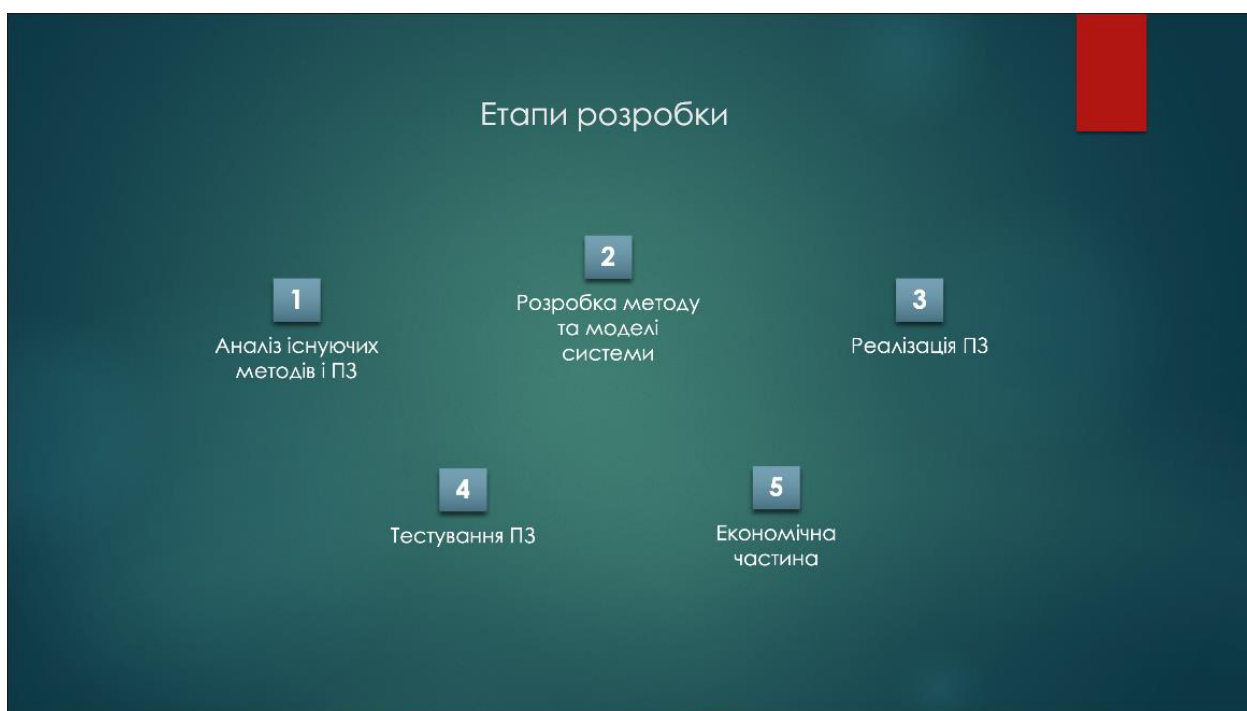 Етапи розробки
1
Аналіз існуючих
методів і ПЗ
2
Розробка методу
та моделі
системи
3
Реалізація ПЗ
4
Тестування ПЗ
5
Економічна
частина